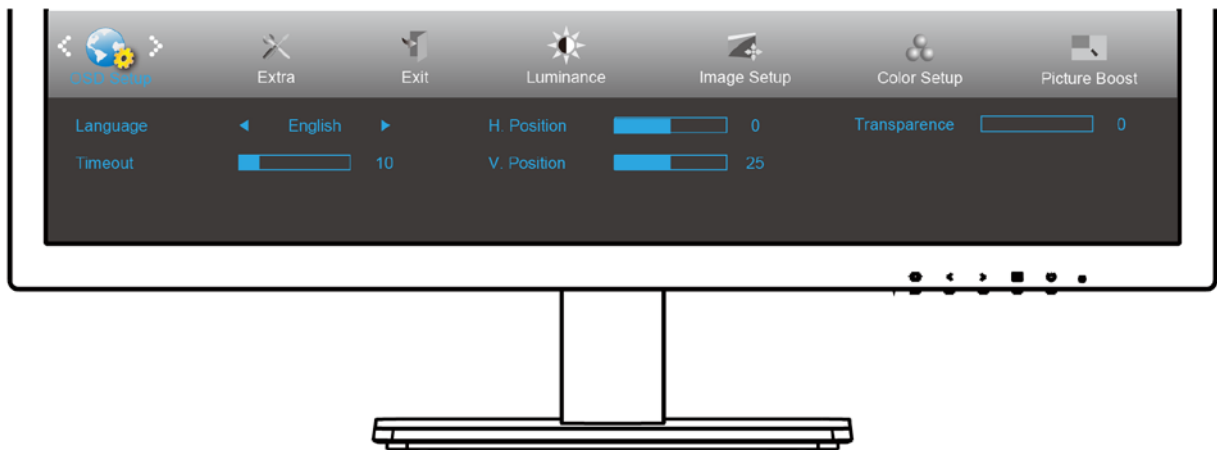 OSD Setup
Extra
Exit
Luminance
Image Setup
Color Setup
Picture Boost
Language English H. Position 0 Transparence 0
Timeout 10 V. Position 25